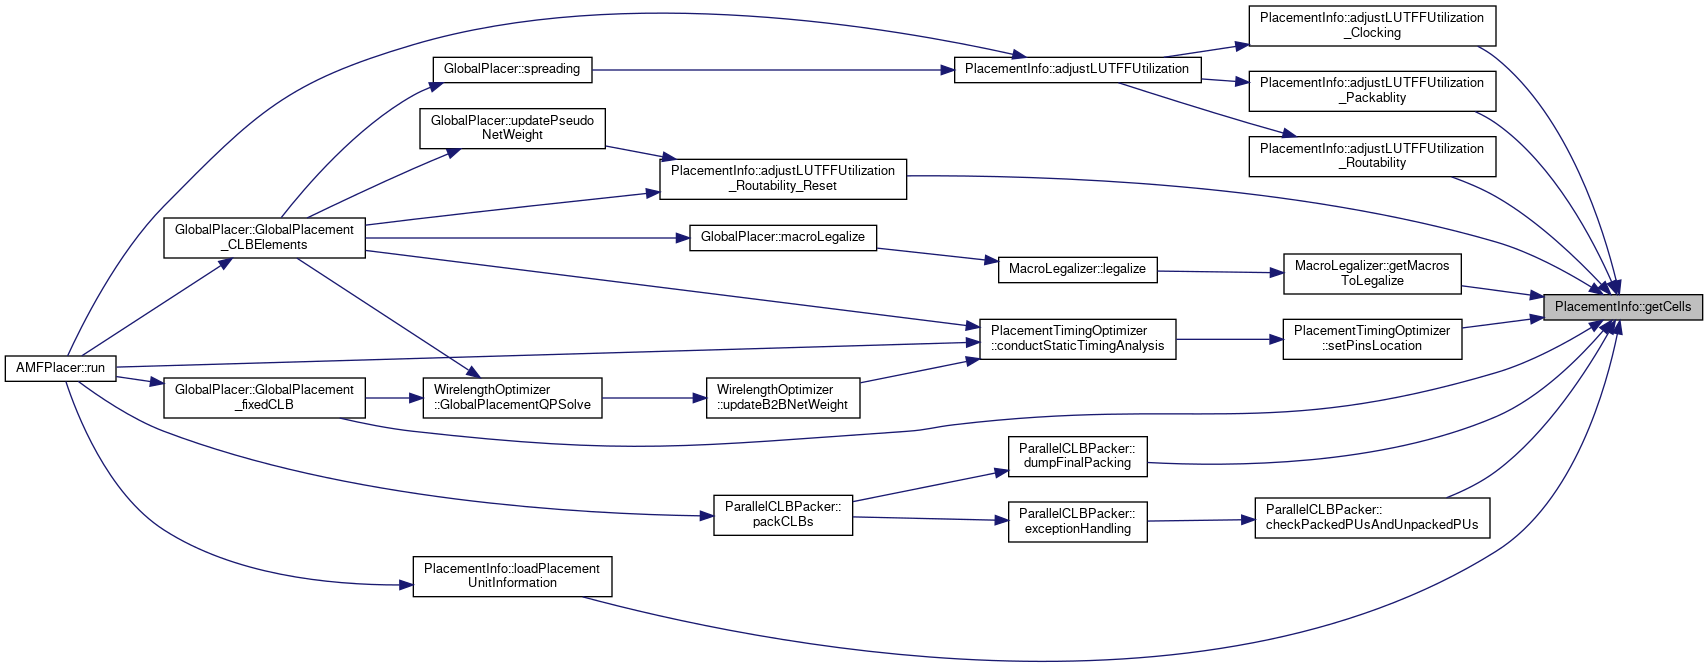 PlacementInfo::adjustLUTFFUtilization
_Clocking
GlobalPlacer::spreading
PlacementInfo::adjustLUTFFUtilization
PlacementInfo::adjustLUTFFUtilization
_Packablity
GlobalPlacer::updatePseudo
NetWeight
PlacementInfo::adjustLUTFFUtilization
_Routability
PlacementInfo::adjustLUTFFUtilization
_Routability_Reset
GlobalPlacer::GlobalPlacement
_CLBElements
GlobalPlacer::macroLegalize
MacroLegalizer::legalize
MacroLegalizer::getMacros
ToLegalize
PlacementInfo::getCells
PlacementTimingOptimizer
::conductStaticTimingAnalysis
PlacementTimingOptimizer
::setPinsLocation
AMFPlacer::run
GlobalPlacer::GlobalPlacement
_fixedCLB
WirelengthOptimizer
::GlobalPlacementQPSolve
WirelengthOptimizer
::updateB2BNetWeight
ParallelCLBPacker::
dumpFinalPacking
ParallelCLBPacker::
packCLBs
ParallelCLBPacker::
exceptionHandling
ParallelCLBPacker::
checkPackedPUsAndUnpackedPUs
PlacementInfo::loadPlacement
UnitInformation